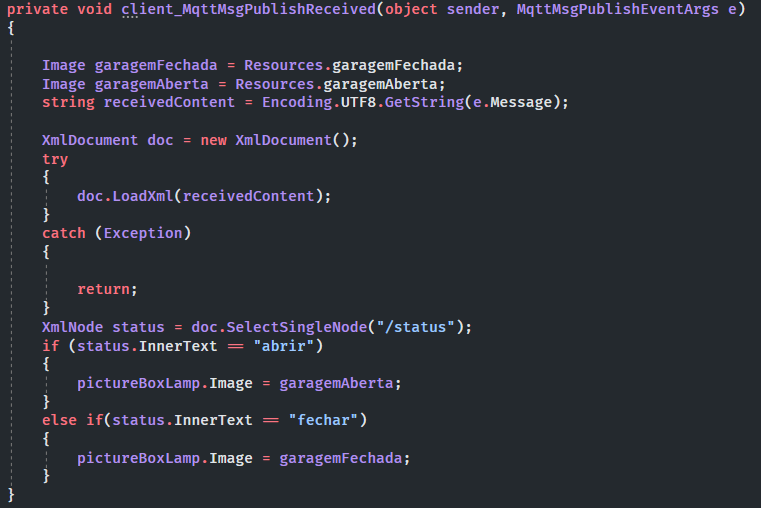 private void client_MqttMsgPublishReceived(object sender, MqttMsgPublishEventArgs e)
{
Image garagemFechada = Resources.garagemFechada;
Image garagemAberta = Resources.garagemAberta;
string receivedContent = Encoding.UTF8.GetString(e.Message);
XmlDocument doc = new XmlDocument();
try
{
doc.LoadXml(receivedContent);
}
catch (Exception)
{
return;
}
XmlNode status = doc.SelectSingleNode("/status");
if (status.InnerText == "abrir")
{
pictureBoxLamp.Image = garagemAberta;
}
else if(status.InnerText == "fechar")
{
pictureBoxLamp.Image = garagemFechada;
}
}